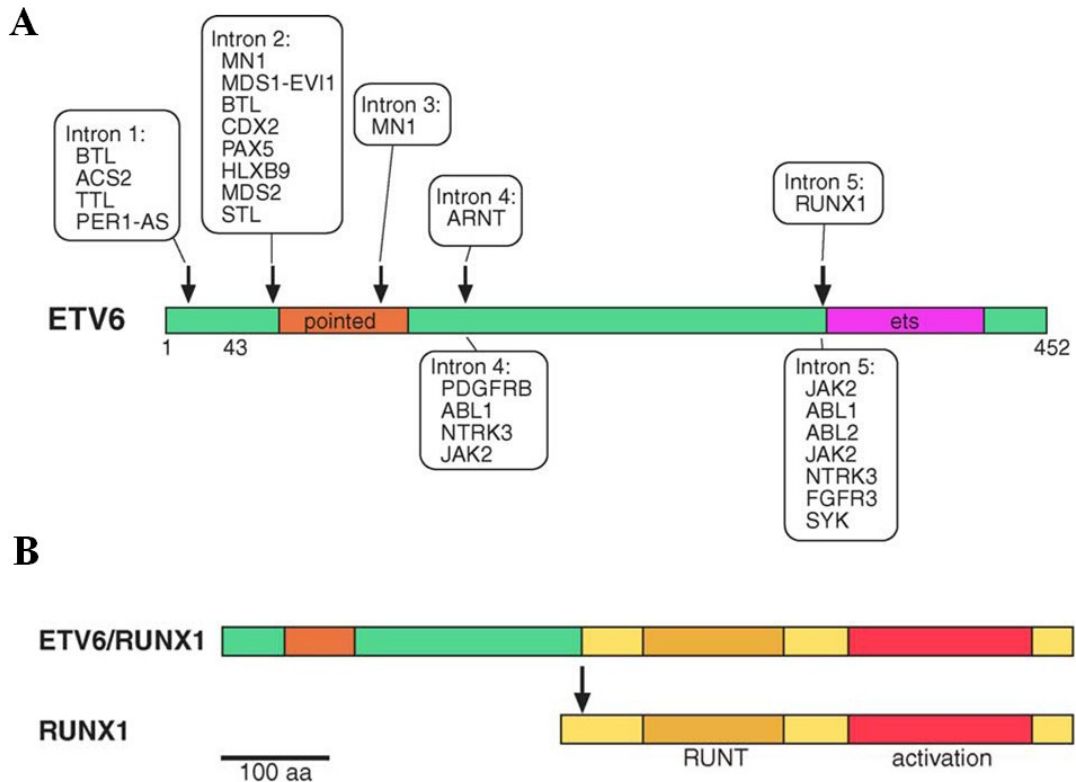 A
Intron 1:
BTL
ACS2
TTL
PER1-AS
Intron 2:
MN1
MDS1-EVI1
BTL
CDX2
PAX5
HLXB9
MDS2
STL
Intron 3:
MN1
Intron 4:
ARNT
Intron 5:
RUNX1
ETV6
pointed
ets
1
43
452
Intron 4:
PDGFRB
ABL1
NTRK3
JAK2
Intron 5:
JAK2
ABL1
ABL2
JAK2
NTRK3
FGFR3
SYK
B
ETV6/RUNX1
RUNX1
RUNT
activation
100 aa